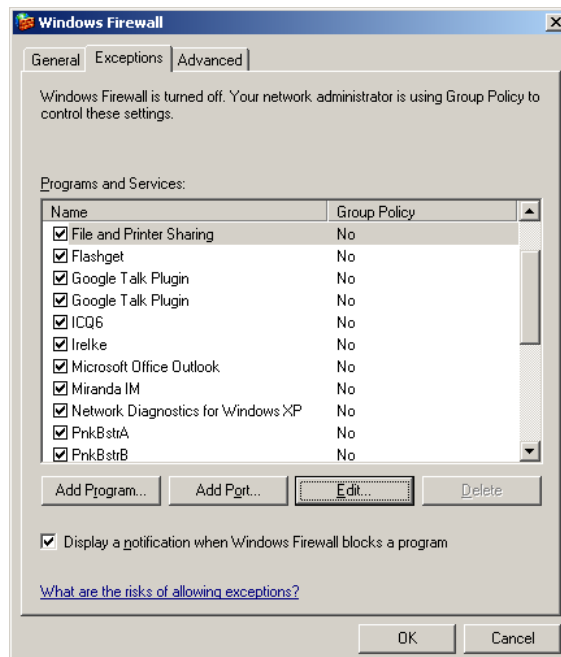 Windows Firewall
General Exceptions Advanced
Windows Firewall is turned off. Your network administrator is using Group Policy to
control these settings.
Programs and Services:
Name Group Policy
File and Printer Sharing No
Flashget No
Google Talk Plugin No
Google Talk Plugin No
ICQ6 No
Irelke No
Microsoft Office Outlook No
Miranda IM No
Network Diagnostics for Windows XP No
PnkBstrA No
PnkBstrB No
Add Program... Add Port... Edit... Delete
Display a notification when Windows Firewall blocks a program
What are the risks of allowing exceptions?
OK Cancel